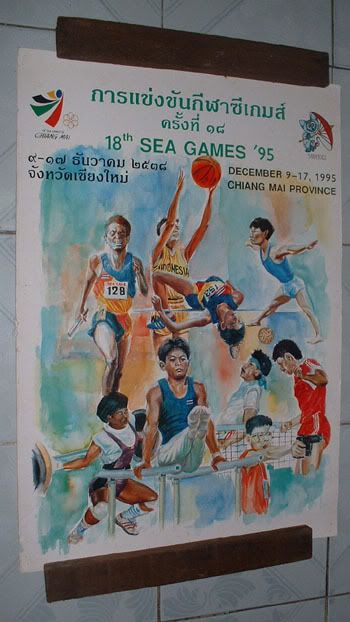 การแข่งขันกีฬาซีเกมส์
ครั้งที่ ๑๘
18th SEA GAMES '95
๙-๑๗ ธันวาคม ๒๕๓๘
จังหวัดเชียงใหม่
DECEMBER 9-17, 1995
CHIANG MAI PROVINCE
CHIANG MAI
INDONESIA
128